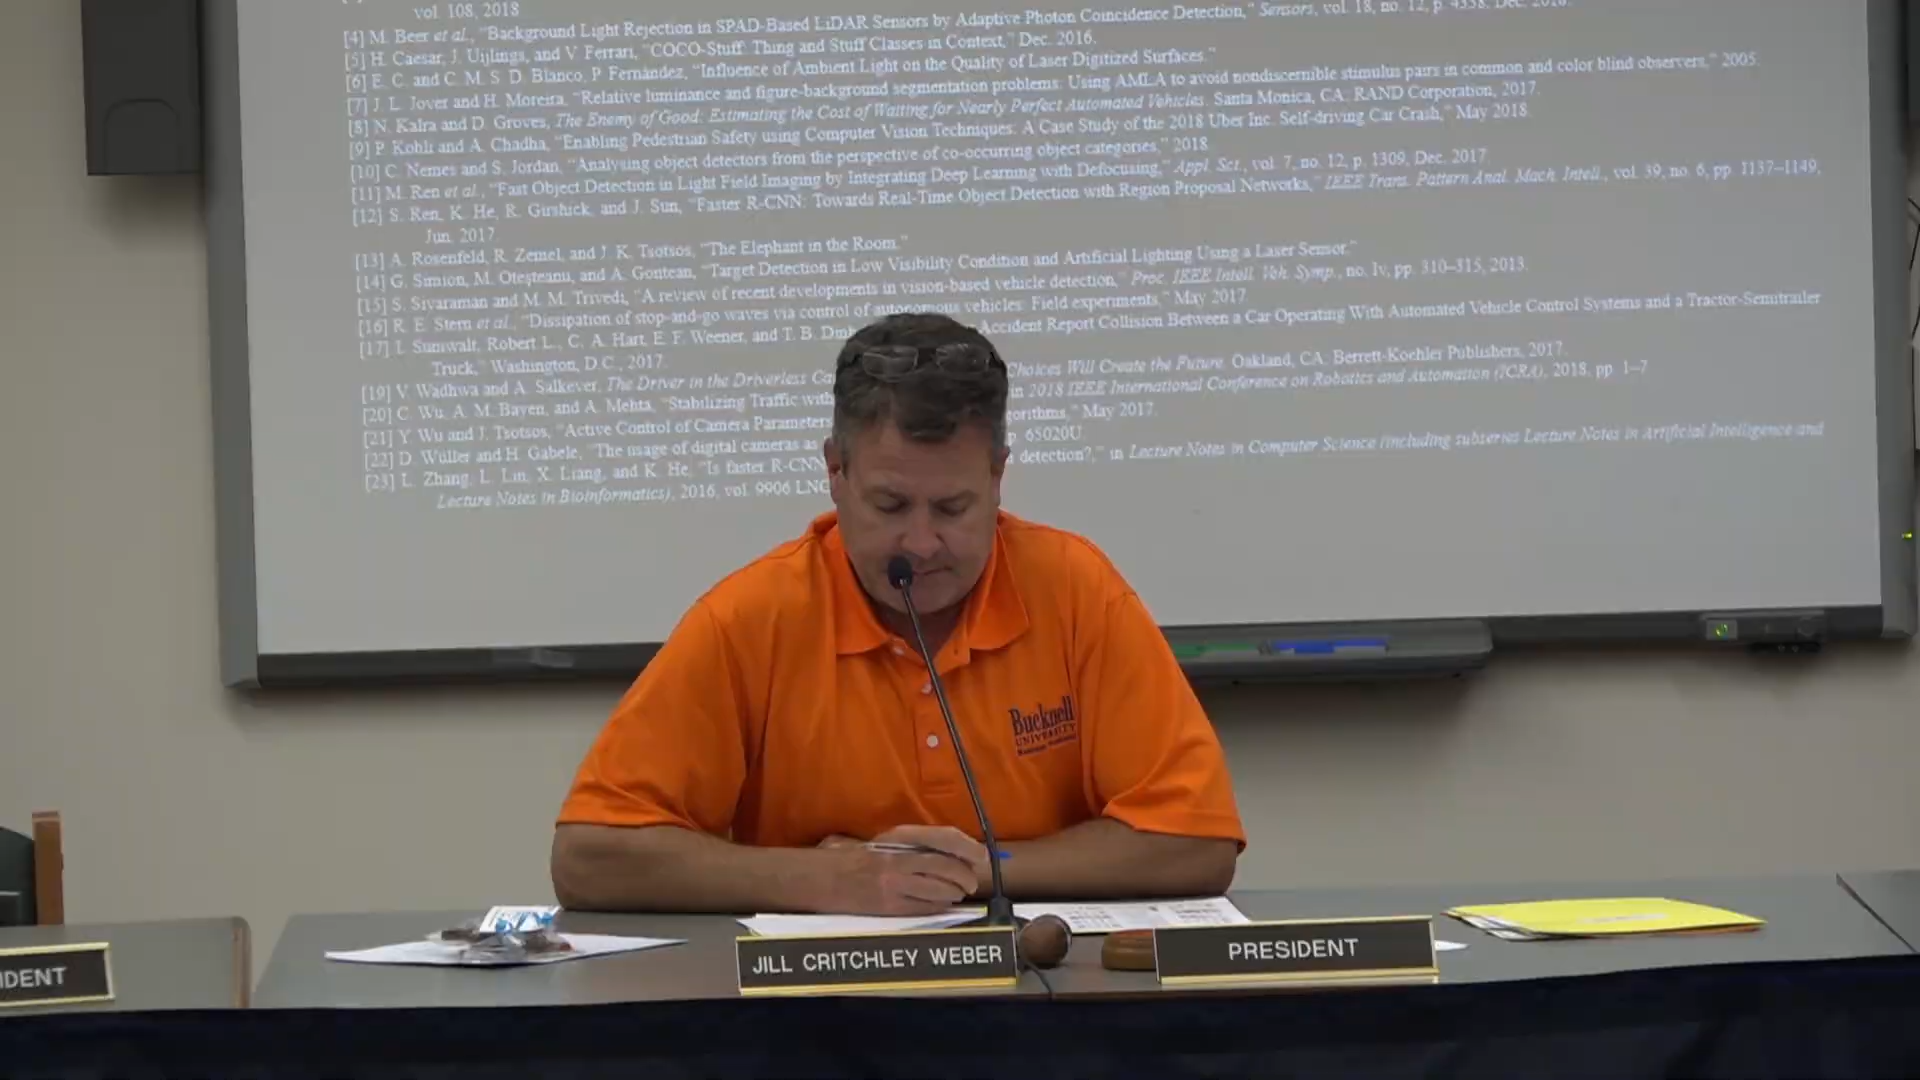 vol. 108, 2018
[4] M. Beer et al., "Background Light Rejection in SPAD-Based LiDAR Sensors by Adaptive Photon Coincidence Detection," Sensors, vol. 18, no. 12, p. 4338, Dec. 2018.
[5] H. Caesar, J. Uijlings, and V. Ferrari, "COCO-Stuff: Thing and Stuff Classes in Context," Dec. 2016.
[6] E. C. and C. M. S. D. Blanco, P. Fernández, "Influence of Ambient Light on the Quality of Laser Digitized Surfaces."
[7] J. L. Jover and H. Moreira, "Relative luminance and figure-background segmentation problems: Using AMLA to avoid nondiscernible stimulus pairs in common and color blind observers," 2005.
[8] N. Kalra and D. Groves, The Enemy of Good: Estimating the Cost of Waiting for Nearly Perfect Automated Vehicles. Santa Monica, CA: RAND Corporation, 2017.
[9] P. Kohli and A. Chadha, "Enabling Pedestrian Safety using Computer Vision Techniques: A Case Study of the 2018 Uber Inc. Self-driving Car Crash," May 2018.
[10] C. Nemes and S. Jordan, "Analysing object detectors from the perspective of co-occurring object categories," 2018.
[11] M. Ren et al., "Fast Object Detection in Light Field Imaging by Integrating Deep Learning with Defocusing," Appl. Sci., vol. 7, no. 12, p. 1309, Dec. 2017.
[12] S. Ren, K. He, R. Girshick, and J. Sun, "Faster R-CNN: Towards Real-Time Object Detection with Region Proposal Networks," IEEE Trans. Pattern Anal. Mach. Intell., vol. 39, no. 6, pp. 1137–1149,
Jun. 2017.
[13] A. Rosenfeld, R. Zemel, and J. K. Tsotsos, "The Elephant in the Room."
[14] G. Simion, M. Oteşteanu, and A. Gontean, "Target Detection in Low Visibility Condition and Artificial Lighting Using a Laser Sensor."
[15] S. Sivaraman and M. M. Trivedi, "A review of recent developments in vision-based vehicle detection," Proc. IEEE Intell. Veh. Symp., no. Iv, pp. 310–315, 2013.
[16] R. E. Stern et al., "Dissipation of stop-and-go waves via control of autonomous vehicles: Field experiments," May 2017.
[17] I. Sumwalt, Robert L., C. A. Hart, E. F. Weener, and T. B. Accident Report Collision Between a Car Operating With Automated Vehicle Control Systems and a Tractor-Semitrailer
Truck," Washington, D.C., 2017.
[19] V. Wadhwa and A. Salkever, The Driver in the Driverless Choices Will Create the Future. Oakland, CA: Berrett-Koehler Publishers, 2017.
[20] C. Wu, A. M. Bayen, and A. Mehta, "Stabilizing Traffic with in 2018 IEEE International Conference on Robotics and Automation (ICRA), 2018, pp. 1–7
[21] Y. Wu and J. Tsotsos, "Active Control of Camera Parameters gorithms," May 2017.
[22] D. Wüller and H. Gabele, "The usage of digital cameras as p. 65020U.
[23] L. Zhang, L. Lin, X. Liang, and K. He, "Is faster R-CNN detection?," in Lecture Notes in Computer Science (including subseries Lecture Notes in Artificial Intelligence and
Lecture Notes in Bioinformatics), 2016, vol. 9906 LNC
Bucknell
UNIVERSITY
IDENT
JILL CRITCHLEY WEBER
PRESIDENT